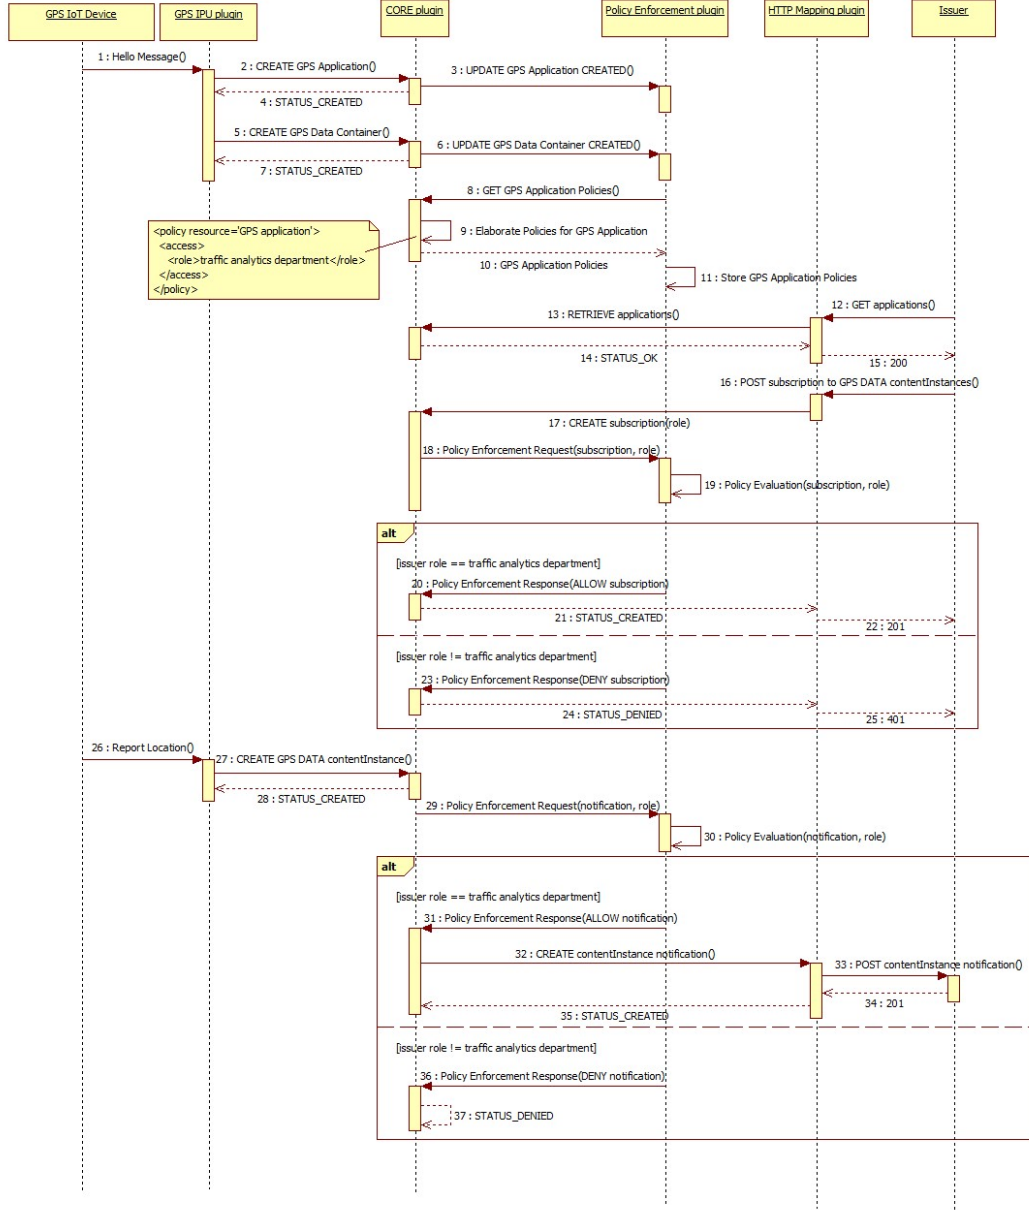 GPS IoT Device
GPS IPU plugin
CORE plugin
Policy Enforcement plugin
HTTP Mapping plugin
Issuer
1 : Hello Message()
2 : CREATE GPS Application()
3 : UPDATE GPS Application CREATED()
4 : STATUS_CREATED
5 : CREATE GPS Data Container()
6 : UPDATE GPS Data Container CREATED()
7 : STATUS_CREATED
8 : GET GPS Application Policies()
<policy resource='GPS application'>
<access>
<role>traffic analytics department</role>
</access>
</policy>
9 : Elaborate Policies for GPS Application
10 : GPS Application Policies
11 : Store GPS Application Policies
12 : GET applications()
13 : RETRIEVE applications()
14 : STATUS_OK
15 : 200
16 : POST subscription to GPS DATA contentInstances()
17 : CREATE subscription(role)
18 : Policy Enforcement Request(subscription, role)
19 : Policy Evaluation(subscription, role)
alt
[issuer role == traffic analytics department]
20 : Policy Enforcement Response(ALLOW subscription)
21 : STATUS_CREATED
22 : 201
[issuer role != traffic analytics department]
23 : Policy Enforcement Response(DENY subscription)
24 : STATUS_DENIED
25 : 401
26 : Report Location()
27 : CREATE GPS DATA contentInstance()
28 : STATUS_CREATED
29 : Policy Enforcement Request(notification, role)
30 : Policy Evaluation(notification, role)
alt
[issuer role == traffic analytics department]
31 : Policy Enforcement Response(ALLOW notification)
32 : CREATE contentInstance notification()
33 : POST contentInstance notification()
34 : 201
35 : STATUS_CREATED
[issuer role != traffic analytics department]
36 : Policy Enforcement Response(DENY notification)
37 : STATUS_DENIED